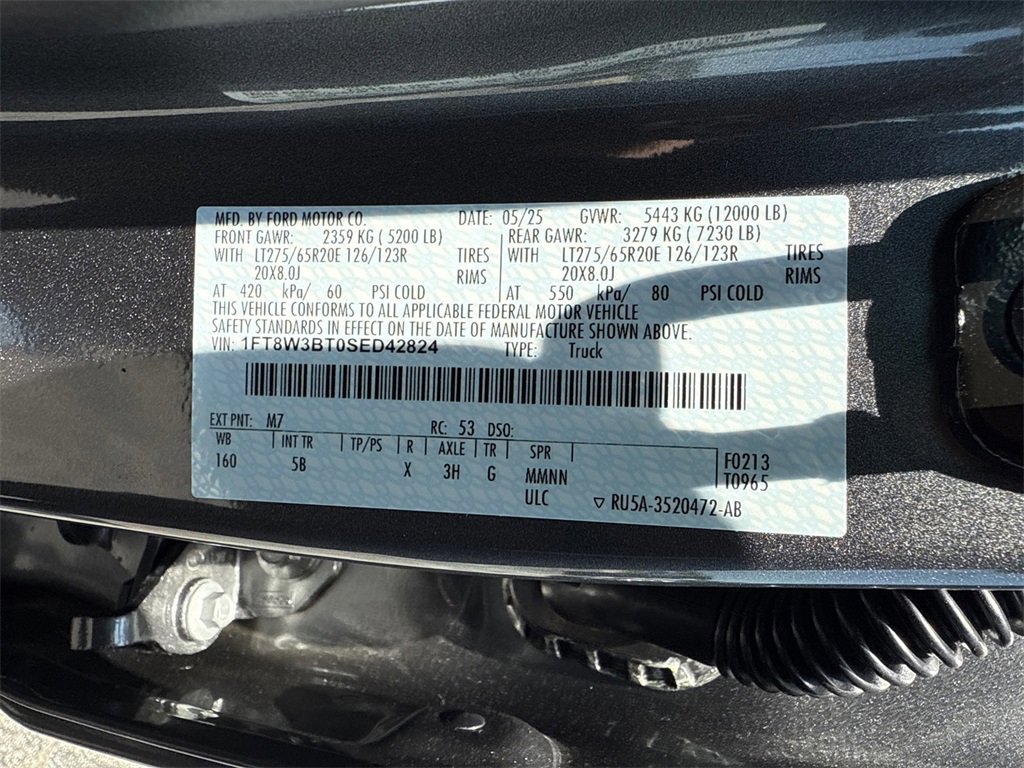 MFD. BY FORD MOTOR CO. DATE: 05/25 GVWR: 5443 KG (12000 LB)
FRONT GAWR: 2359 KG ( 5200 LB) REAR GAWR: 3279 KG ( 7230 LB)
WITH LT275/65R20E 126/123R TIRES WITH LT275/65R20E 126/123R TIRES
20X8.0J RIMS 20X8.0J RIMS
AT 420 kPa/ 60 PSI COLD AT 550 kPa/ 80 PSI COLD
THIS VEHICLE CONFORMS TO ALL APPLICABLE FEDERAL MOTOR VEHICLE
SAFETY STANDARDS IN EFFECT ON THE DATE OF MANUFACTURE SHOWN ABOVE.
VIN: 1FT8W3BT0SED42824 TYPE: Truck
EXT PNT: M7 RC: 53 DSO:
WB INT TR TP/PS R AXLE TR SPR
160 5B X 3H G MMNN F0213
ULC T0965
RU5A-3520472-AB